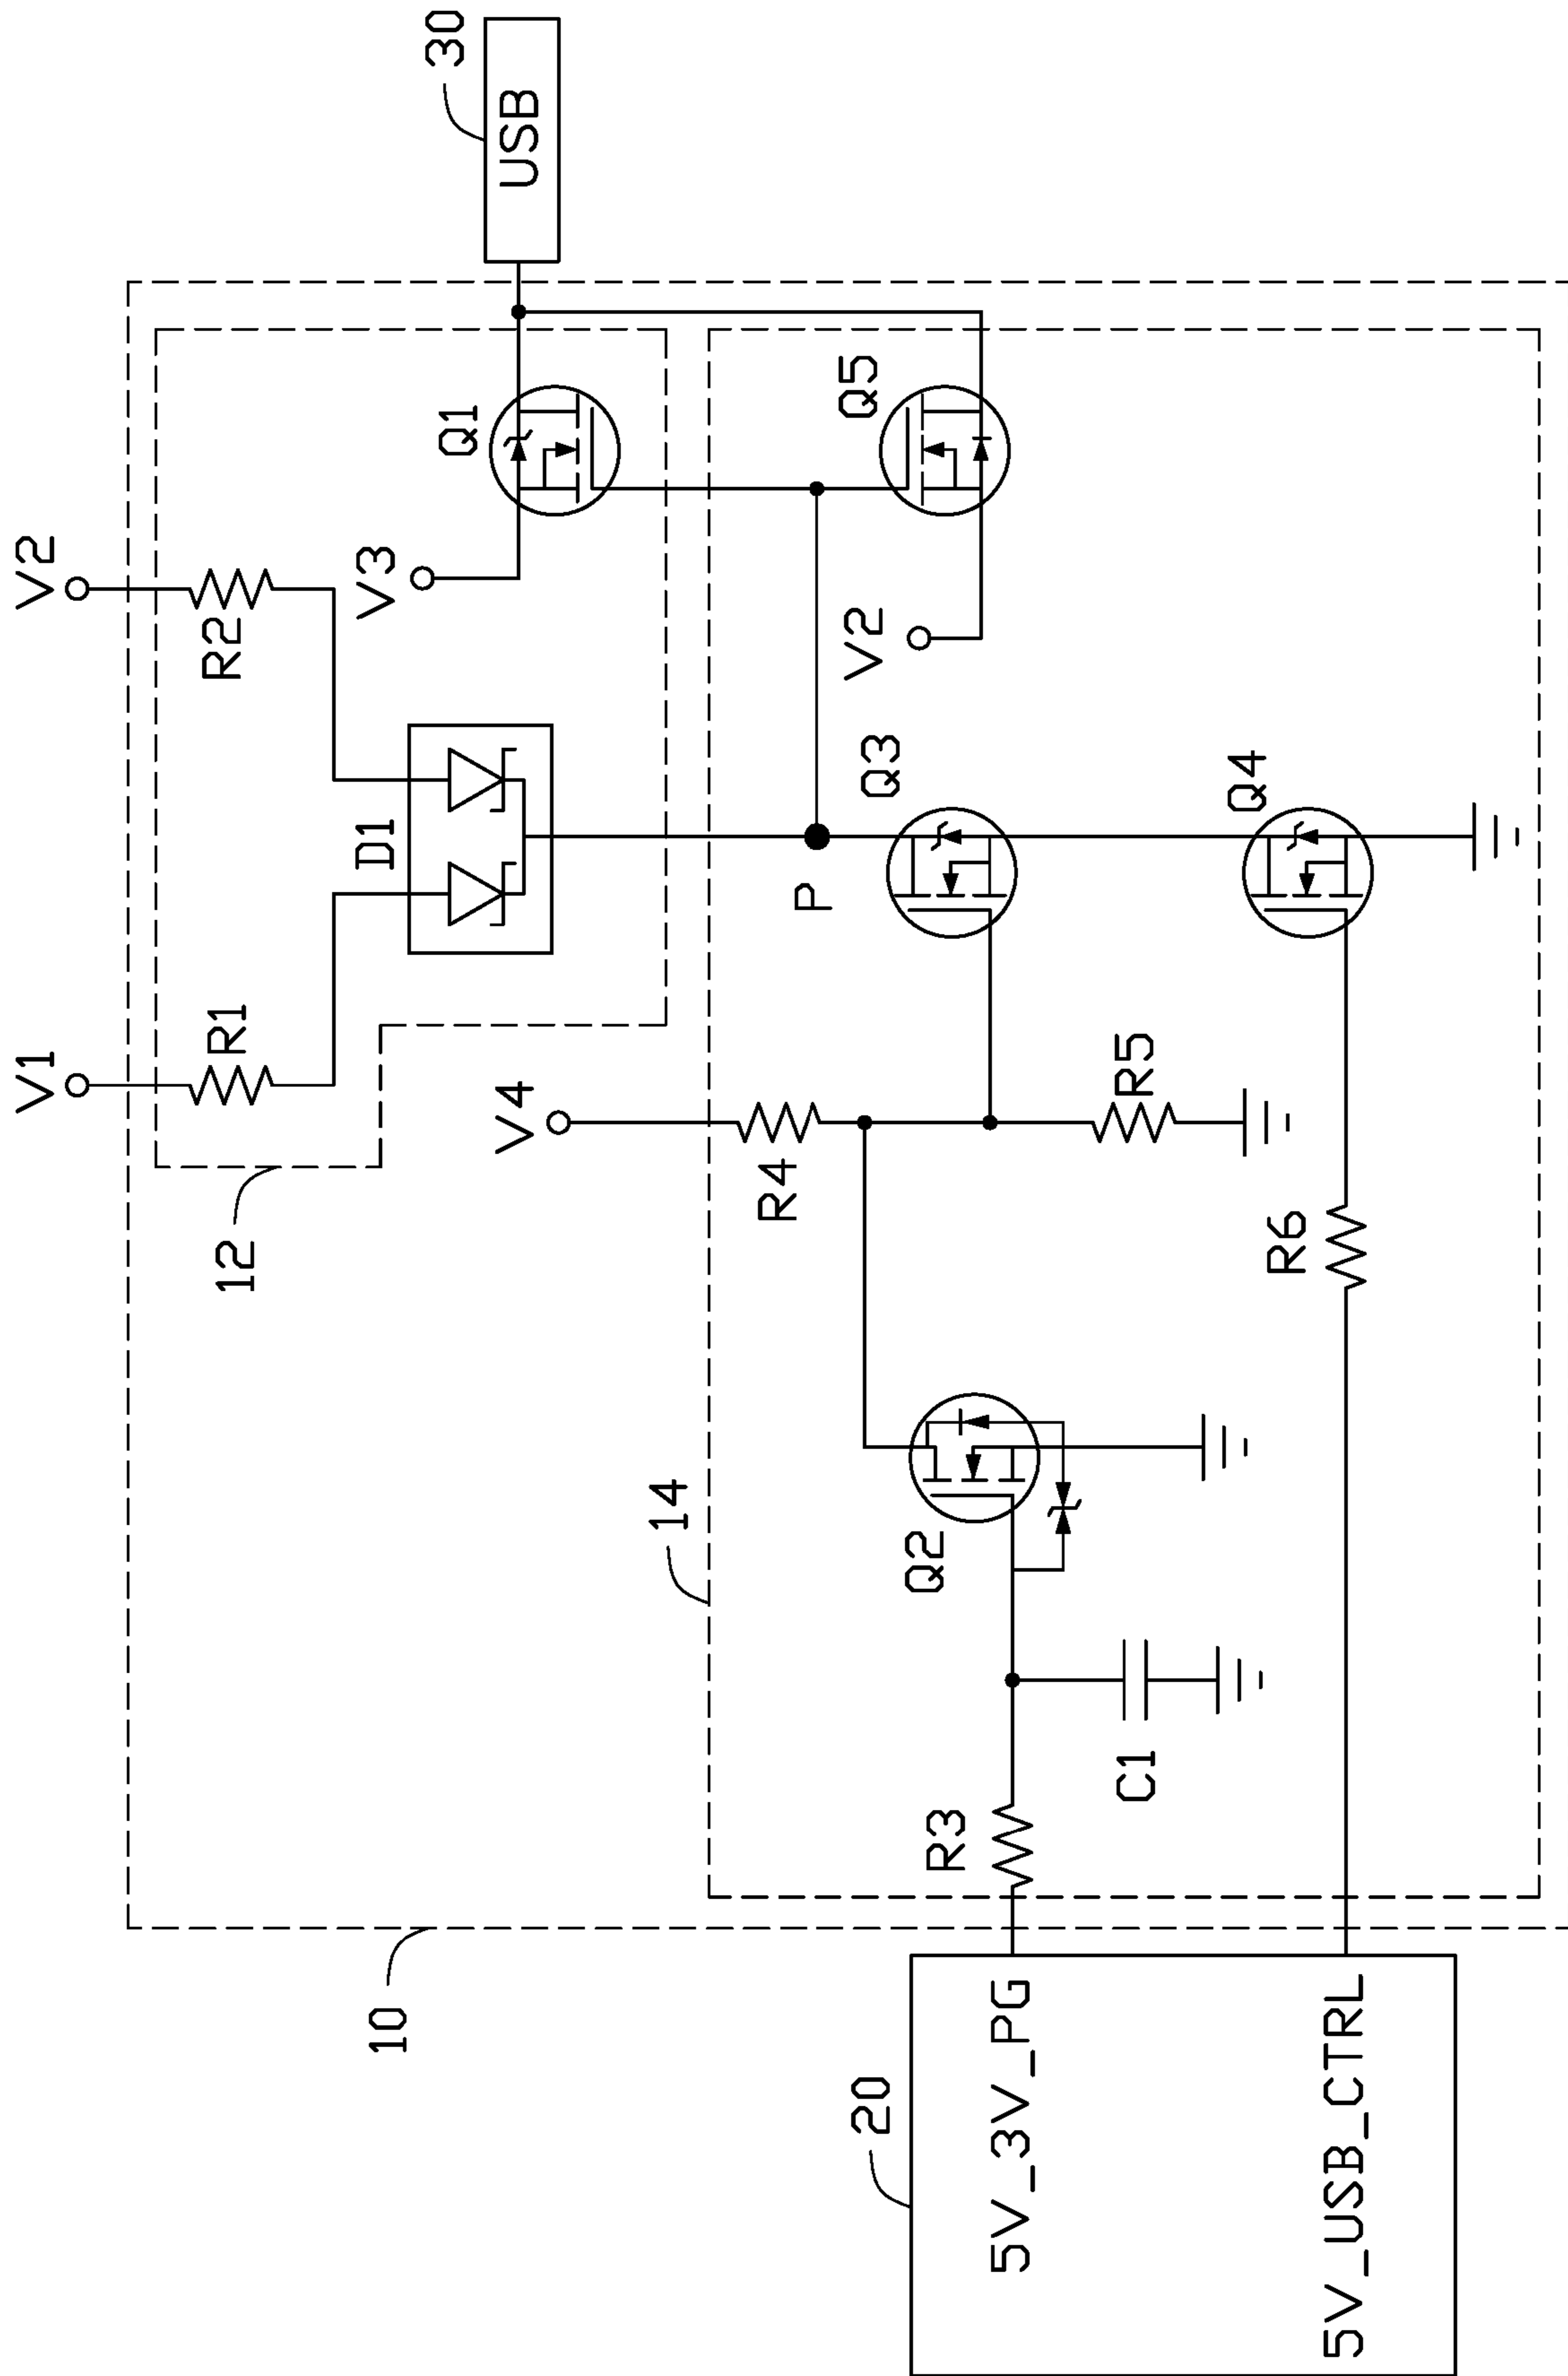 V1
V2
R1
R2
D1
V3
Q1
30
USB
12
V4
10
R4
P
14
Q3
V2
Q5
Q2
R5
R3
C1
R6
Q4
20
5V_3V_PG
5V_USB_CTRL